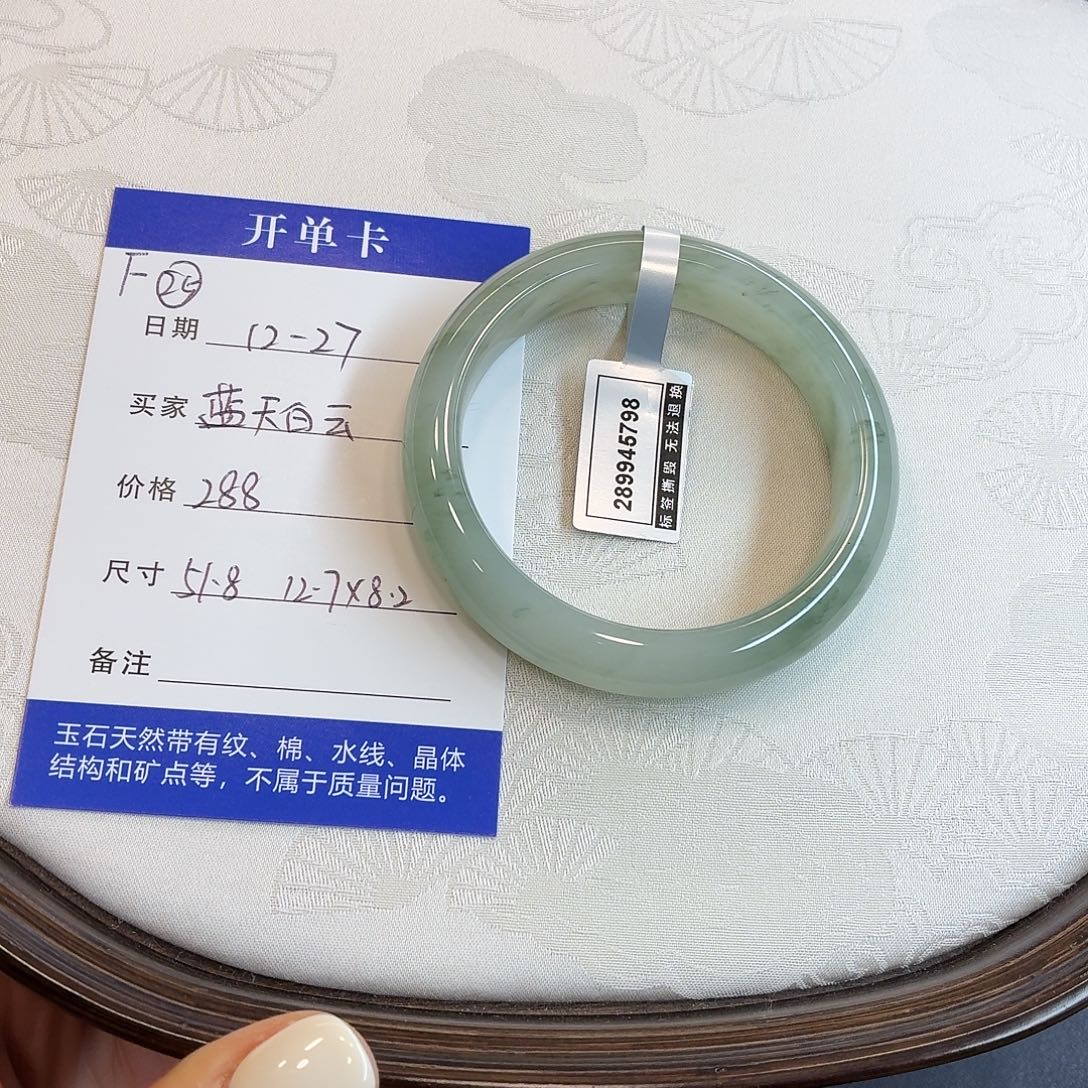 开单卡
F 25
日期 12-27
买家 蓝天白云
价格 288
尺寸 51.8 12.7×8.2
备注
玉石天然带有纹、棉、水线、晶体
结构和矿点等，不属于质量问题。
289945798
标签撕毁 无法退换